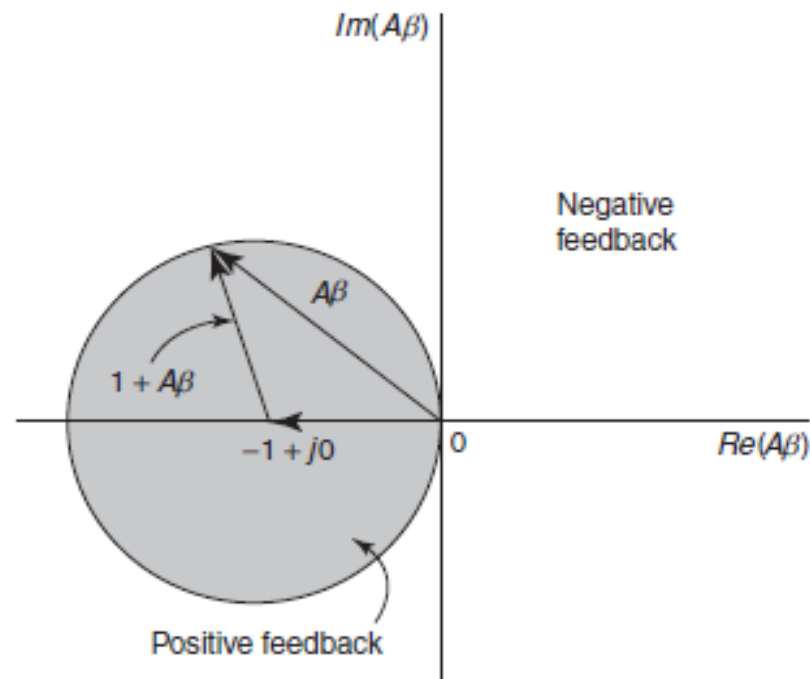 Im(Aβ)
Negative
feedback
Aβ
1 + Aβ
−1 + j0
0
Re(Aβ)
Positive feedback